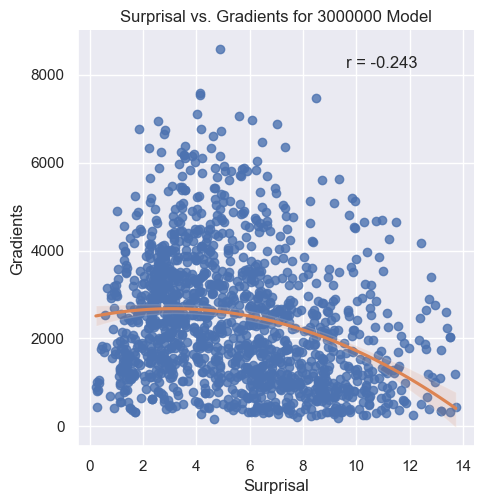 Surprisal vs. Gradients for 3000000 Model
r = -0.243
8000
6000
4000
2000
0
Gradients
0 2 4 6 8 10 12 14
Surprisal